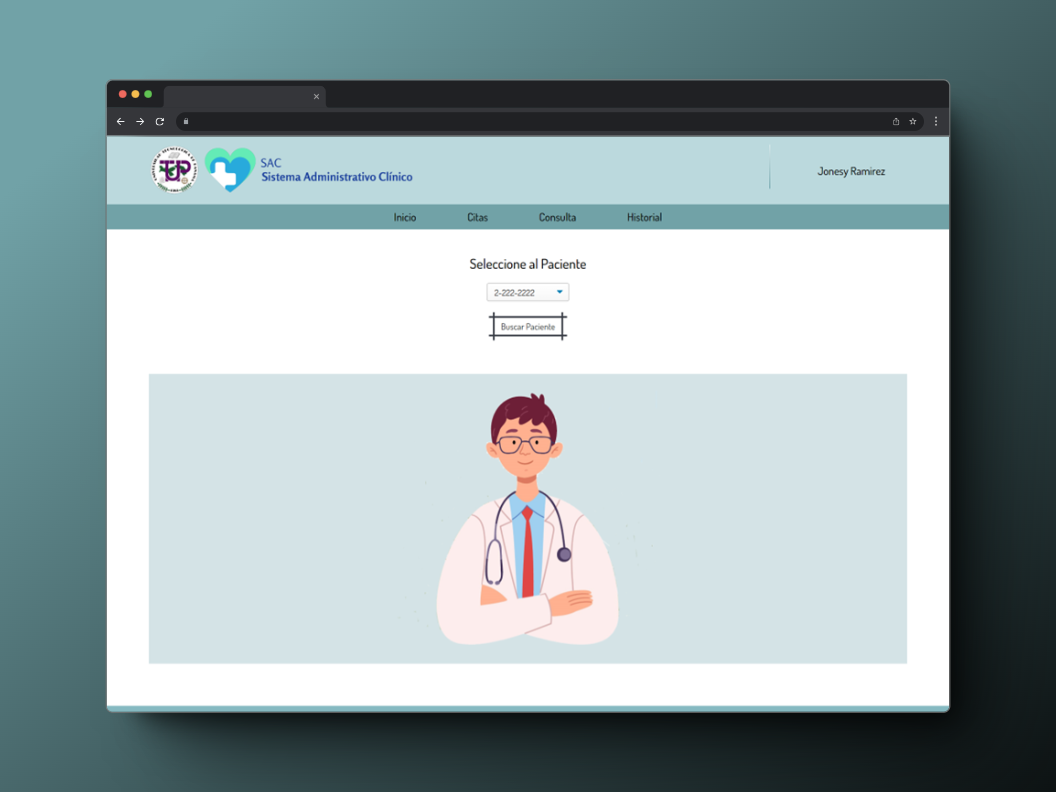 SAC
Sistema Administrativo Clínico
Jonesy Ramirez
Inicio Citas Consulta Historial
Seleccione al Paciente
2-222-2222
Buscar Paciente